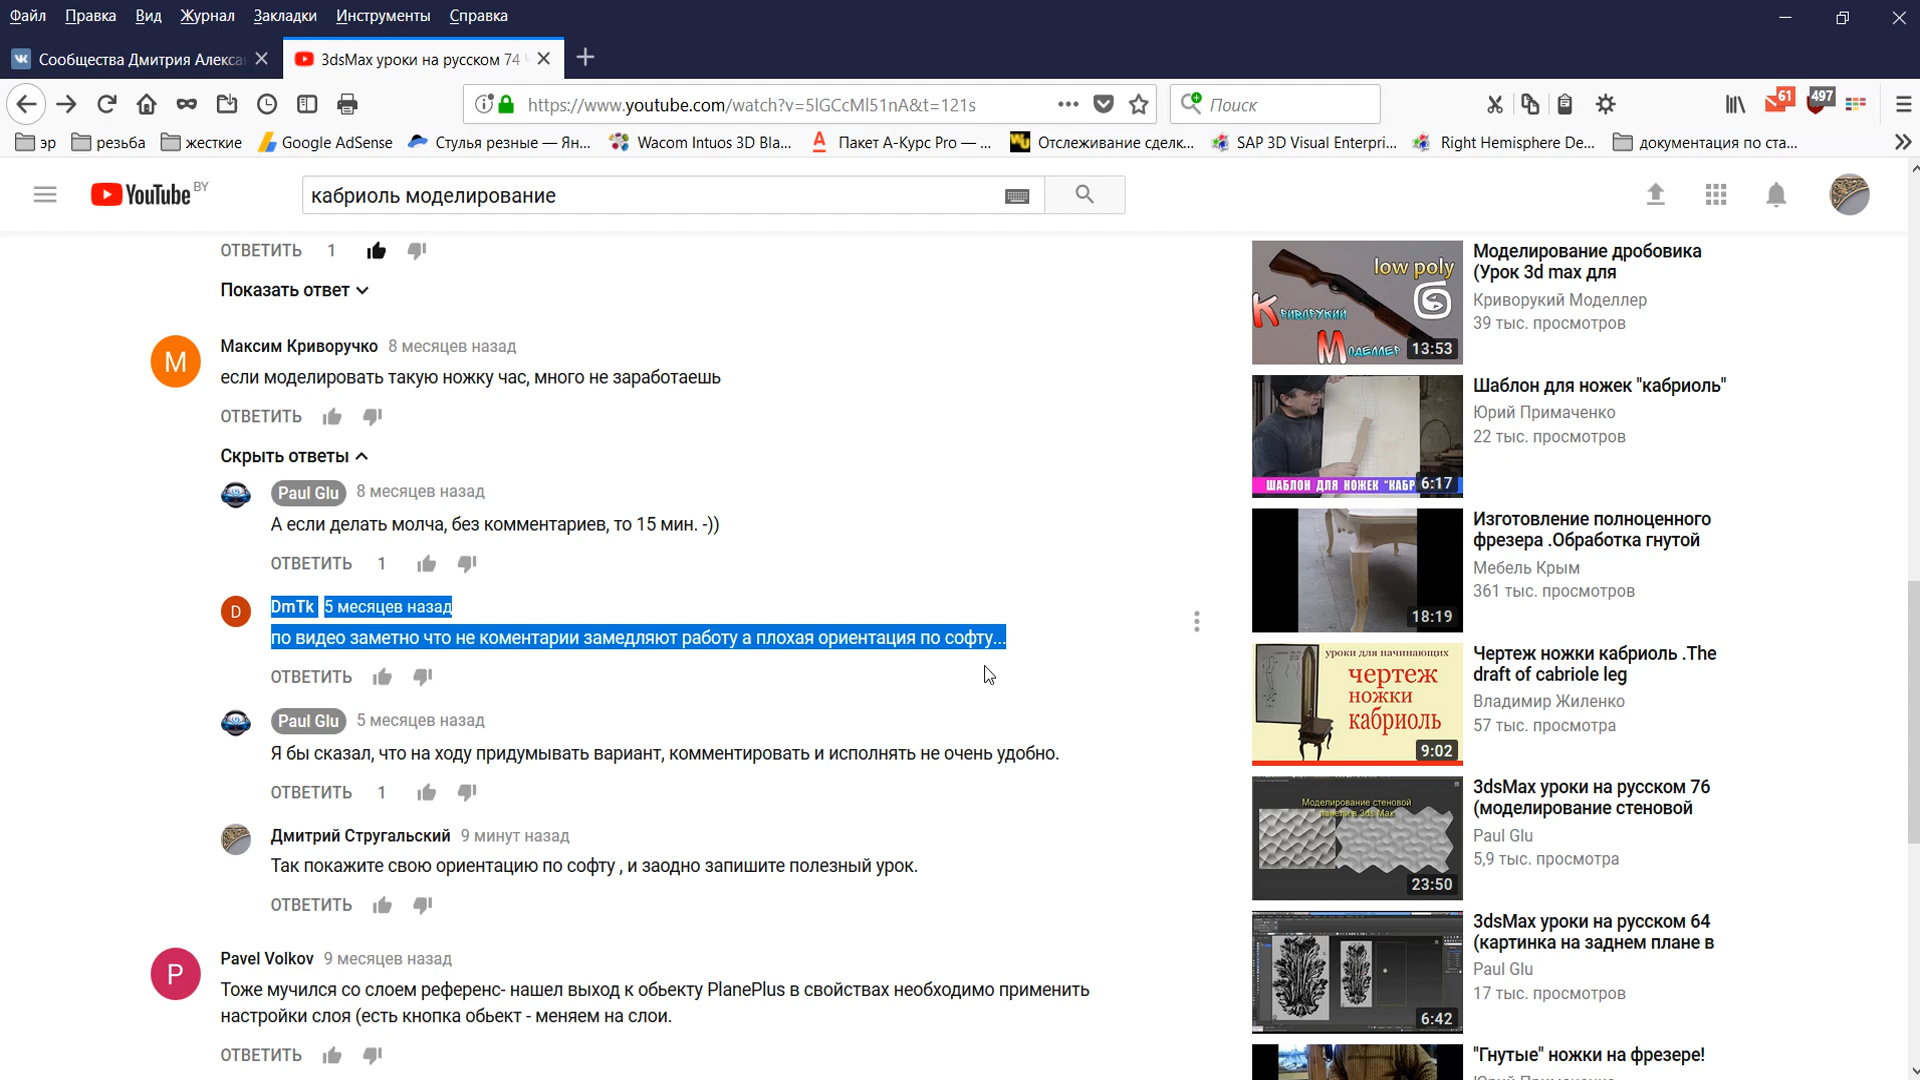 Файл Правка Вид Журнал Закладки Инструменты Справка
Сообщества Дмитрия Алекса
3dsMax уроки на русском 74
https://www.youtube.com/watch?v=5lGCcMl51nA&t=121s
Поиск
61
497
эр резьба жесткие Google AdSense Стулья резные — Ян... Wacom Intuos 3D Bla... Пакет А-Курс Pro — ... Отслеживание сделк... SAP 3D Visual Enterpri... Right Hemisphere De... документация по ста...
YouTube BY
кабриоль моделирование
ОТВЕТИТЬ 1
Показать ответ
М
Максим Криворучко 8 месяцев назад
если моделировать такую ножку час, много не заработаешь
ОТВЕТИТЬ
Скрыть ответы
Paul Glu 8 месяцев назад
А если делать молча, без комментариев, то 15 мин. -))
ОТВЕТИТЬ 1
D
DmTk 5 месяцев назад
по видео заметно что не коментарии замедляют работу а плохая ориентация по софту...
ОТВЕТИТЬ
Paul Glu 5 месяцев назад
Я бы сказал, что на ходу придумывать вариант, комментировать и исполнять не очень удобно.
ОТВЕТИТЬ 1
Дмитрий Стругальский 9 минут назад
Так покажите свою ориентацию по софту , и заодно запишите полезный урок.
ОТВЕТИТЬ
P
Pavel Volkov 9 месяцев назад
Тоже мучился со слоем референс- нашел выход к обьекту PlanePlus в свойствах необходимо применить
настройки слоя (есть кнопка обьект - меняем на слои.
ОТВЕТИТЬ
low poly
Криворукий
Моделлер
13:53
Моделирование дробовика
(Урок 3d max для
Криворукий Моделлер
39 тыс. просмотров
ШАБЛОН ДЛЯ НОЖЕК "КАБР
6:17
Шаблон для ножек "кабриоль"
Юрий Примаченко
22 тыс. просмотров
18:19
Изготовление полноценного
фрезера .Обработка гнутой
Мебель Крым
361 тыс. просмотров
уроки для начинающих
чертеж
ножки
кабриоль
9:02
Чертеж ножки кабриоль .The
draft of cabriole leg
Владимир Жиленко
57 тыс. просмотра
Моделирование стеновой
панели в 3ds Max
23:50
3dsMax уроки на русском 76
(моделирование стеновой
Paul Glu
5,9 тыс. просмотра
6:42
3dsMax уроки на русском 64
(картинка на заднем плане в
Paul Glu
17 тыс. просмотров
"Гнутые" ножки на фрезере!